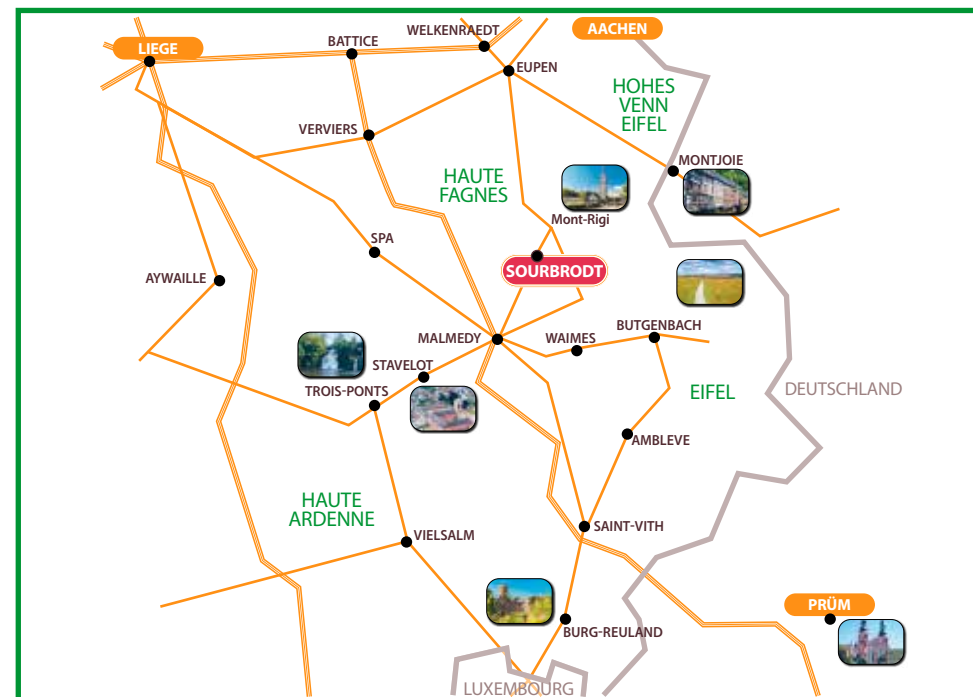 WELKENRAEDT
AACHEN
BATTICE
LIEGE
EUPEN
HOHES
VENN
EIFEL
VERVIERS
MONTJOIE
HAUTE
FAGNES
Mont-Rigi
SPA
SOURBRODT
AYWAILLE
BUTGENBACH
MALMEDY
WAIMES
STAVELOT
TROIS-PONTS
EIFEL
DEUTSCHLAND
AMBLEVE
HAUTE
ARDENNE
SAINT-VITH
VIELSALM
PRÜM
BURG-REULAND
LUXEMBOURG